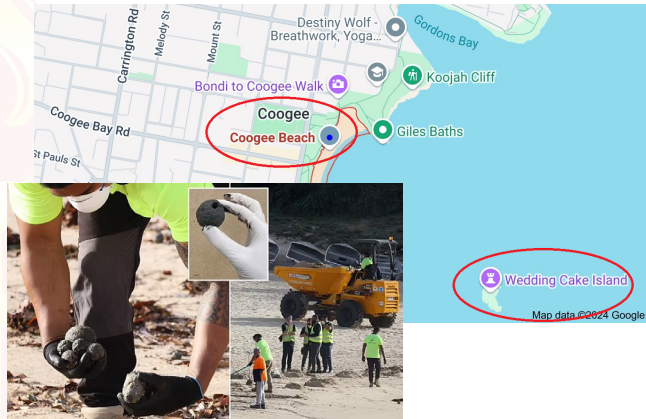 Destiny Wolf -
Breathwork, Yoga...
Gordons Bay
Carrington Rd
Melody St
Mount St
Bondi to Coogee Walk
Koojah Cliff
Coogee
Coogee Bay Rd
Coogee Beach
Giles Baths
St Pauls St
Wedding Cake Island
Map data ©2024 Google